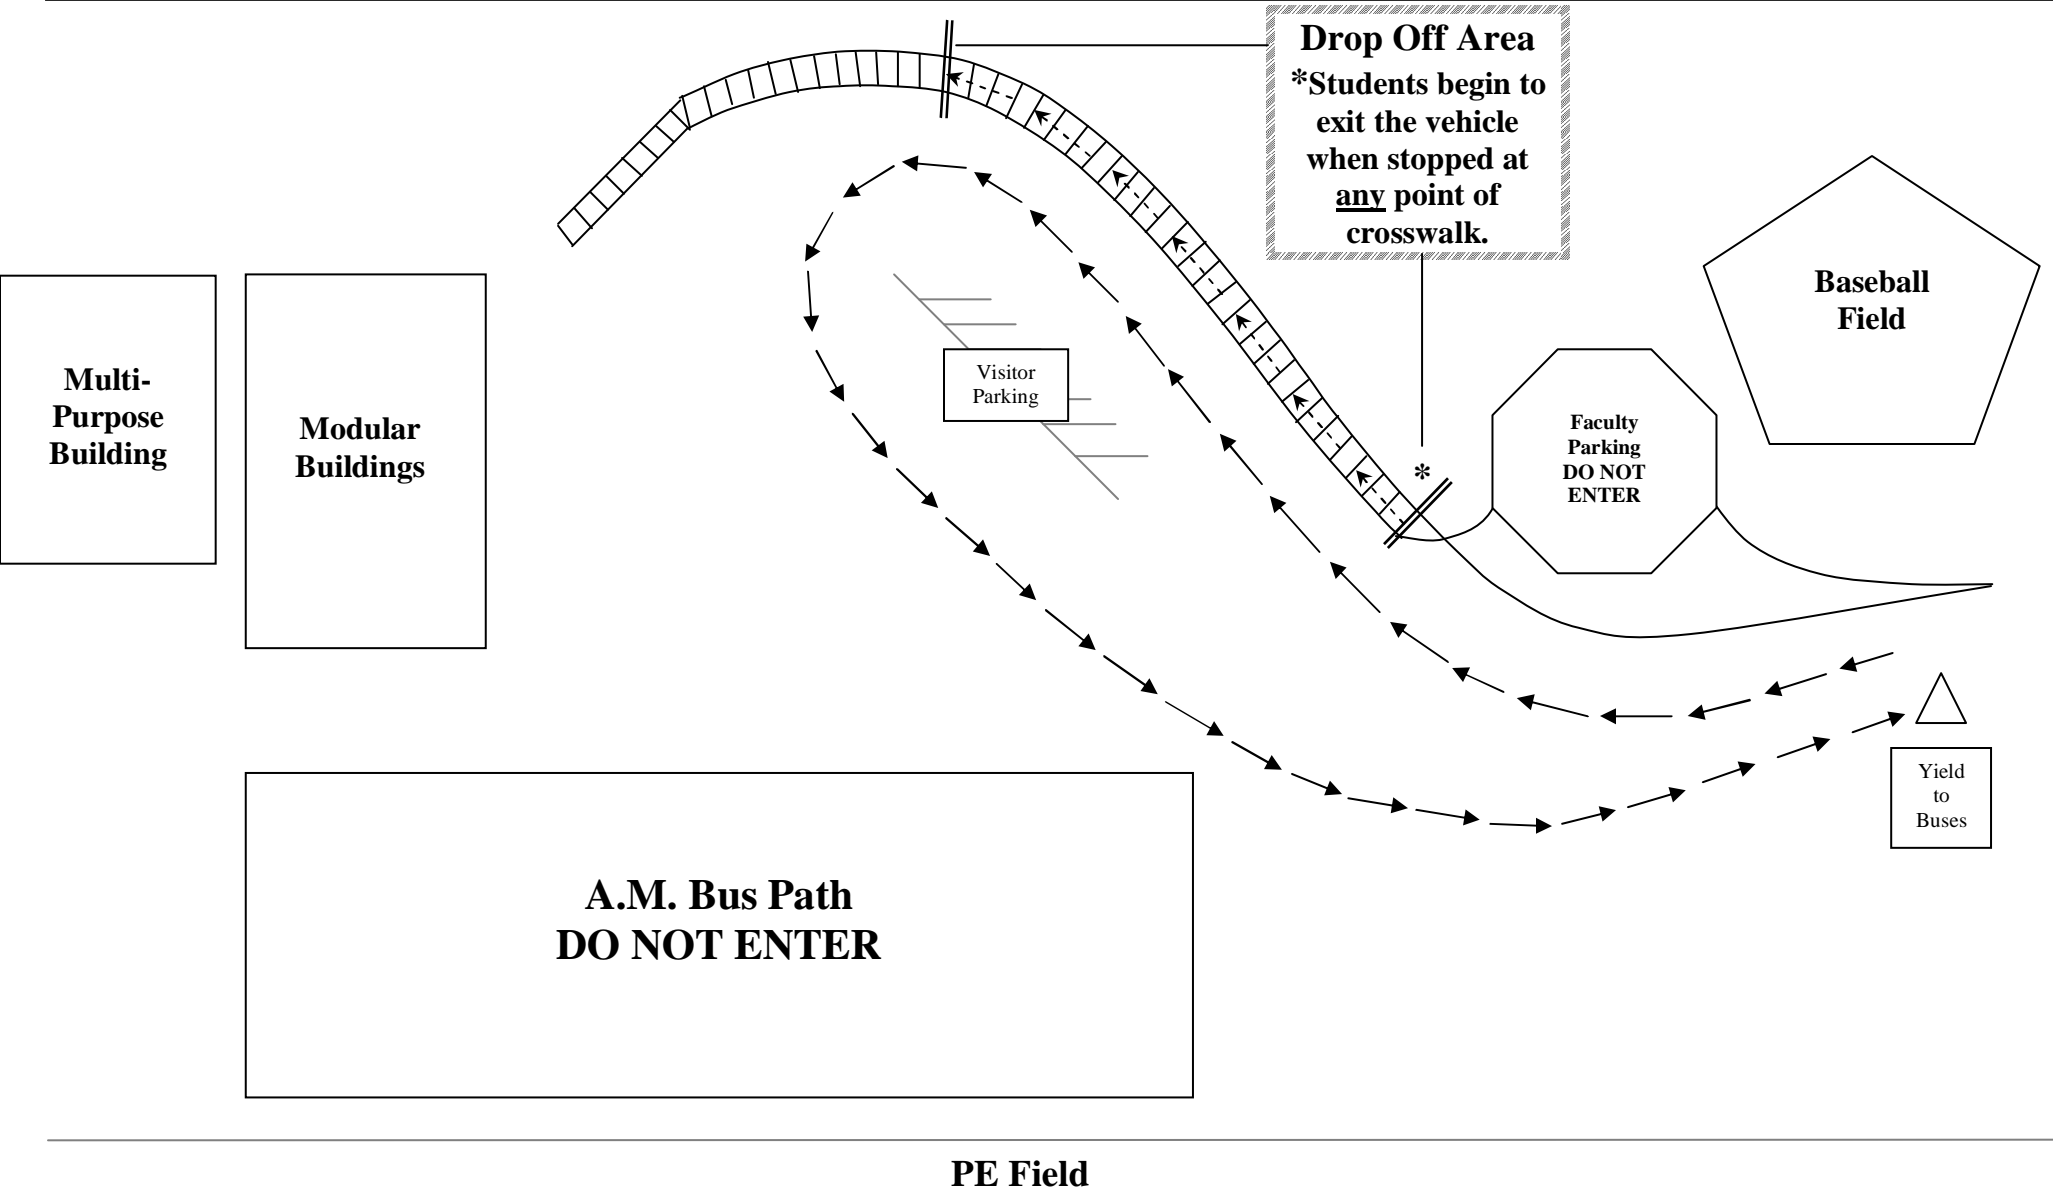 Drop Off Area
*Students begin to
exit the vehicle
when stopped at
any point of
crosswalk.
Baseball
Field
Multi-
Purpose
Building
Modular
Buildings
Visitor
Parking
*
Faculty
Parking
DO NOT
ENTER
Yield
to
Buses
A.M. Bus Path
DO NOT ENTER
PE Field